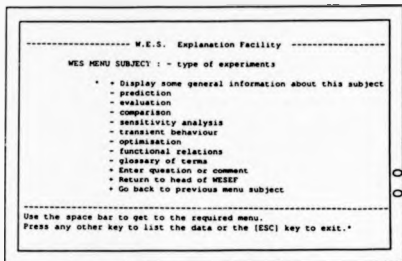 ---------------- W.E.S.  Explanation Facility ----------------
WES MENU SUBJECT : - type of experiments
* + Display some general information about this subject
- prediction
- evaluation
- comparison
- sensitivity analysis
- transient behaviour
- optimisation
- functional relations
- glossary of terms
+ Enter question or comment
+ Return to head of WESEF
+ Go back to previous menu subject
Use the space bar to get to the required menu.
Press any other key to list the data or the [ESC] key to exit.*